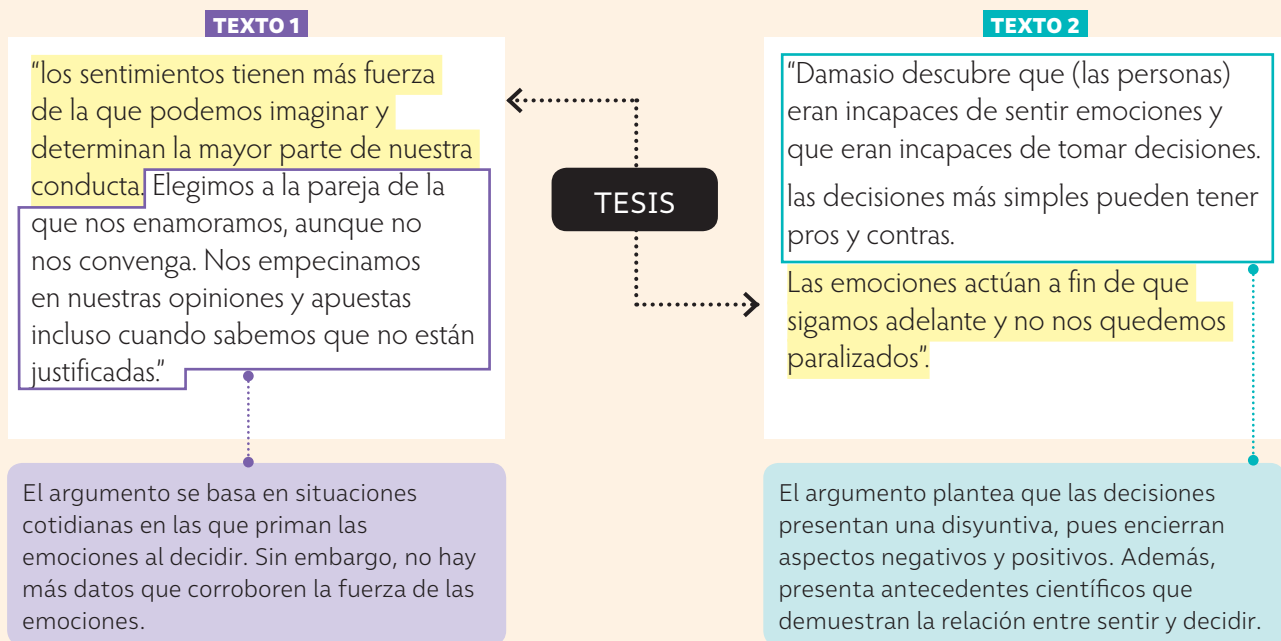 TEXTO 1
“los sentimientos tienen más fuerza
de la que podemos imaginar y
determinan la mayor parte de nuestra
conducta. Elegimos a la pareja de la
que nos enamoramos, aunque no
nos convenga. Nos empecinamos
en nuestras opiniones y apuestas
incluso cuando sabemos que no están
justificadas.”
El argumento se basa en situaciones
cotidianas en las que priman las
emociones al decidir. Sin embargo, no hay
más datos que corroboren la fuerza de las
emociones.
TESIS
TEXTO 2
“Damasio descubre que (las personas)
eran incapaces de sentir emociones y
que eran incapaces de tomar decisiones.
las decisiones más simples pueden tener
pros y contras.
Las emociones actúan a fin de que
sigamos adelante y no nos quedemos
paralizados”.
El argumento plantea que las decisiones
presentan una disyuntiva, pues encierran
aspectos negativos y positivos. Además,
presenta antecedentes científicos que
demuestran la relación entre sentir y decidir.